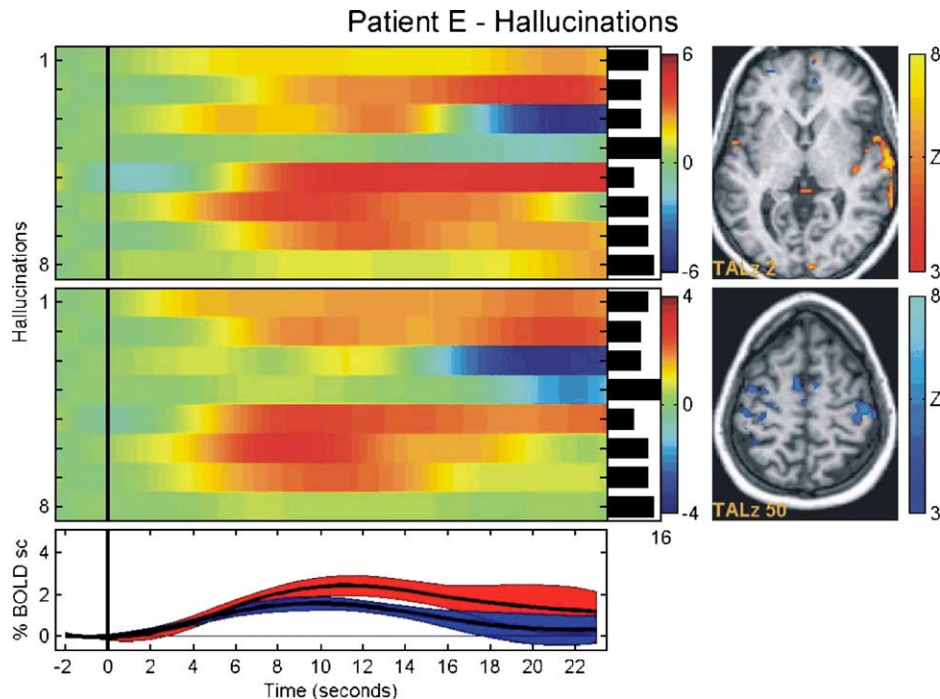 Patient E - Hallucinations
1
8
Hallucinations
6
0
-6
8
Z
3
TALz 2
1
8
4
0
-4
16
8
Z
3
TALz 50
% BOLD sc
4
2
0
-2 0 2 4 6 8 10 12 14 16 18 20 22
Time (seconds)